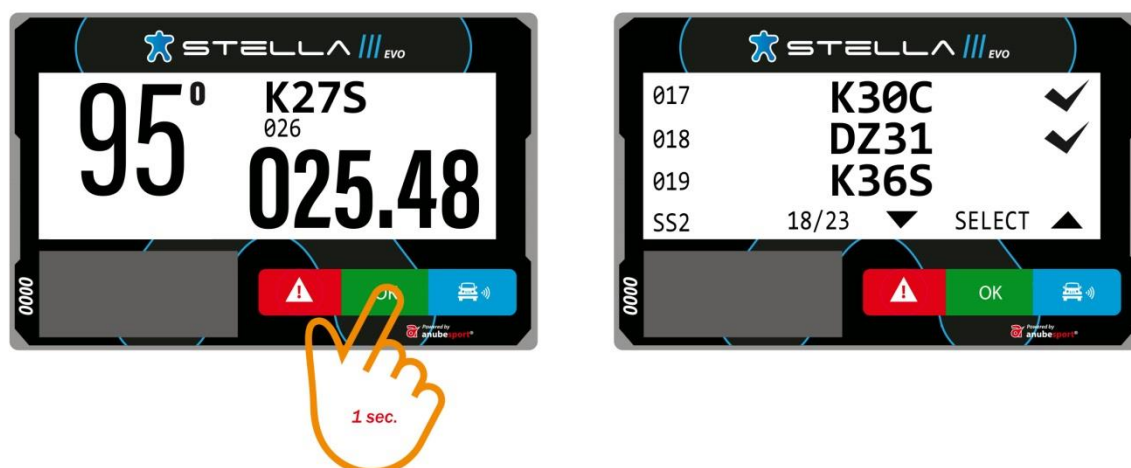 STELLA III EVO
95°
K27S
026
025.48
0000
OK
Powered by
anubesport®
1 sec.
STELLA III EVO
017 K30C
018 DZ31
019 K36S
SS2 18/23 SELECT
0000
OK
Powered by
anubesport®